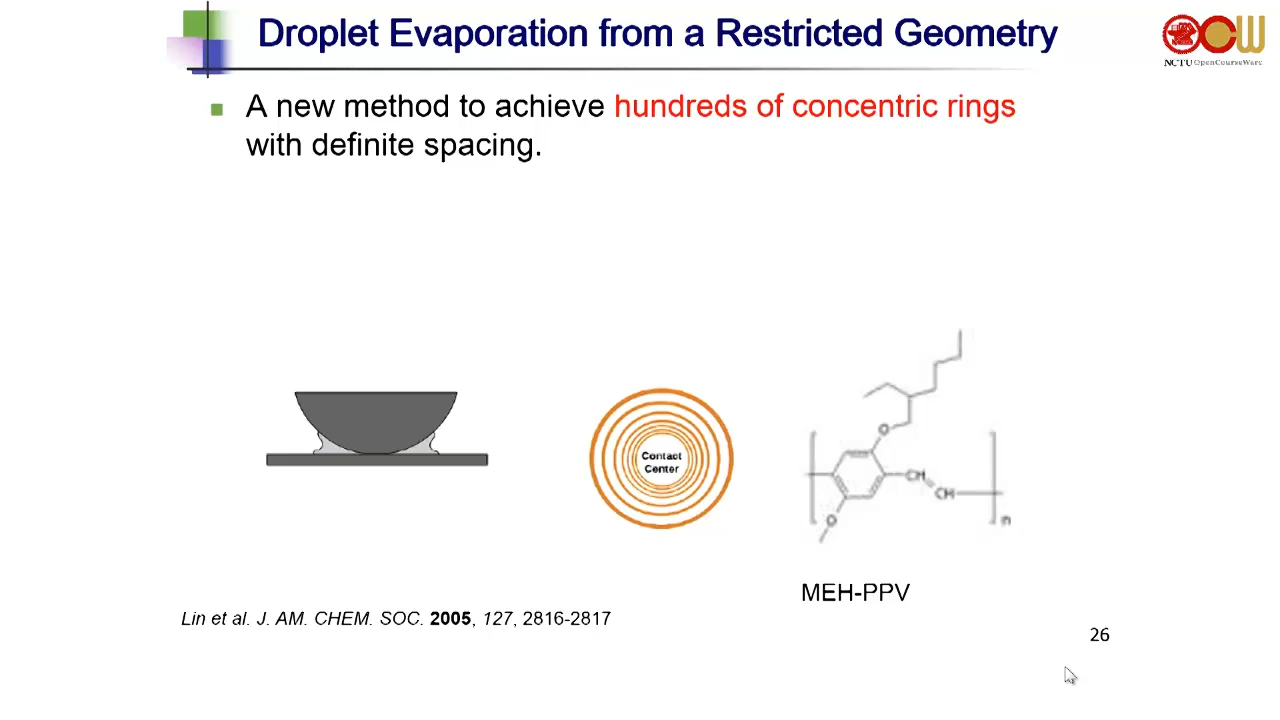 Droplet Evaporation from a Restricted Geometry
NCTU OpenCourseWare
A new method to achieve hundreds of concentric rings
with definite spacing.
Contact
Center
O
CH
CH
O
n
MEH-PPV
Lin et al. J. AM. CHEM. SOC. 2005, 127, 2816-2817
26